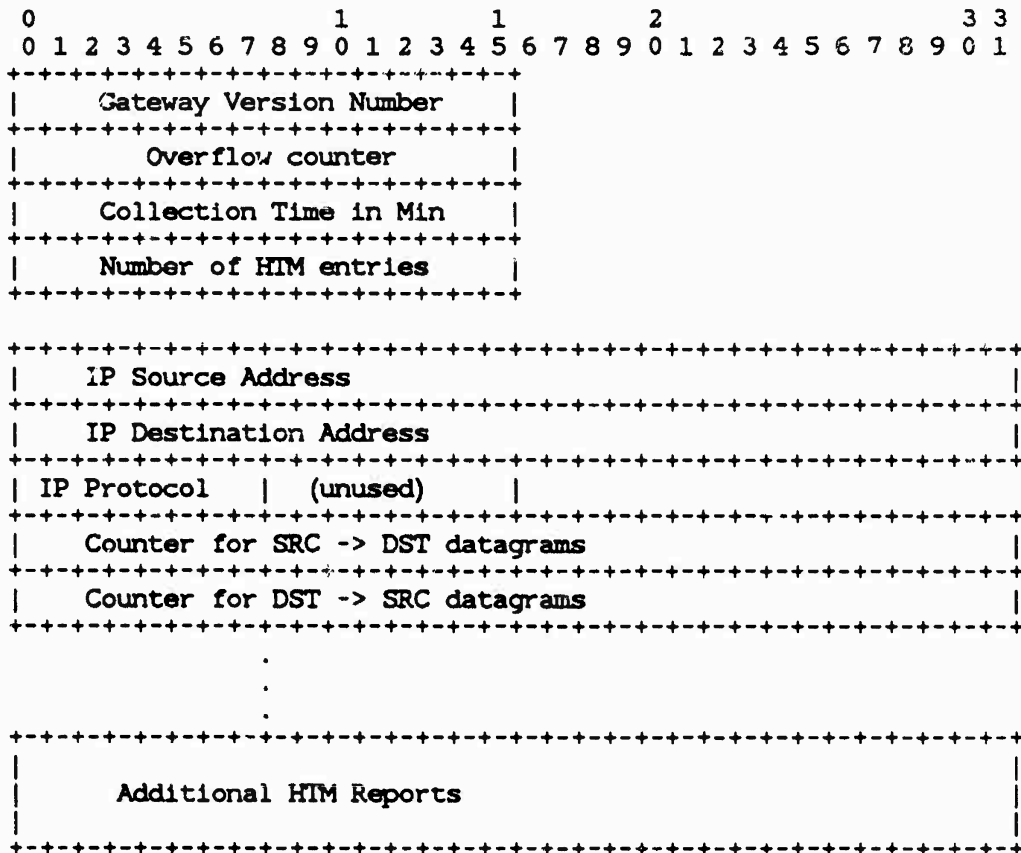 0                   1         1         2                   3 3
0 1 2 3 4 5 6 7 8 9 0 1 2 3 4 5 6 7 8 9 0 1 2 3 4 5 6 7 8 9 0 1
+-+-+-+-+-+-+-+-+-+-+-+-+-+-+-+-+
|     Gateway Version Number    |
+-+-+-+-+-+-+-+-+-+-+-+-+-+-+-+-+
|        Overflow counter       |
+-+-+-+-+-+-+-+-+-+-+-+-+-+-+-+-+
|     Collection Time in Min    |
+-+-+-+-+-+-+-+-+-+-+-+-+-+-+-+-+
|     Number of HTM entries     |
+-+-+-+-+-+-+-+-+-+-+-+-+-+-+-+-+
+-+-+-+-+-+-+-+-+-+-+-+-+-+-+-+-+-+-+-+-+-+-+-+-+-+-+-+-+-+-+-+-+
|    IP Source Address                                          |
+-+-+-+-+-+-+-+-+-+-+-+-+-+-+-+-+-+-+-+-+-+-+-+-+-+-+-+-+-+-+-+-+
|    IP Destination Address                                     |
+-+-+-+-+-+-+-+-+-+-+-+-+-+-+-+-+-+-+-+-+-+-+-+-+-+-+-+-+-+-+-+-+
| IP Protocol   |   (unused)    |
+-+-+-+-+-+-+-+-+-+-+-+-+-+-+-+-+-+-+-+-+-+-+-+-+-+-+-+-+-+-+-+-+
|    Counter for SRC -> DST datagrams                           |
+-+-+-+-+-+-+-+-+-+-+-+-+-+-+-+-+-+-+-+-+-+-+-+-+-+-+-+-+-+-+-+-+
|    Counter for DST -> SRC datagrams                           |
+-+-+-+-+-+-+-+-+-+-+-+-+-+-+-+-+-+-+-+-+-+-+-+-+-+-+-+-+-+-+-+-+
.
.
.
+-+-+-+-+-+-+-+-+-+-+-+-+-+-+-+-+-+-+-+-+-+-+-+-+-+-+-+-+-+-+-+-+
|                                                               |
|      Additional HTM Reports                                   |
|                                                               |
+-+-+-+-+-+-+-+-+-+-+-+-+-+-+-+-+-+-+-+-+-+-+-+-+-+-+-+-+-+-+-+-+